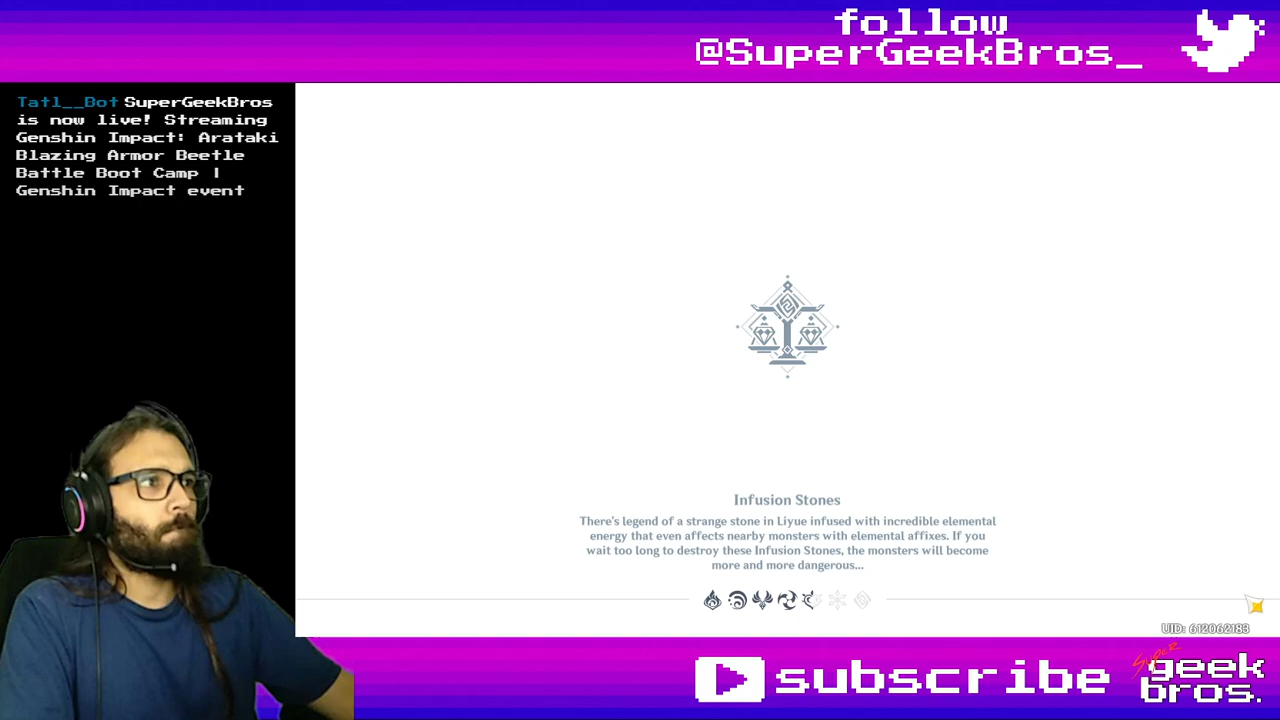 follow
@SuperGeekBros_
Tatl__Bot SuperGeekBros
is now live! Streaming
Genshin Impact: Arataki
Blazing Armor Beetle
Battle Boot Camp |
Genshin Impact event
Infusion Stones
There's legend of a strange stone in Liyue infused with incredible elemental
energy that even affects nearby monsters with elemental affixes. If you
wait too long to destroy these Infusion Stones, the monsters will become
more and more dangerous...
UID: 612062183
subscribe
super
geek
bros.